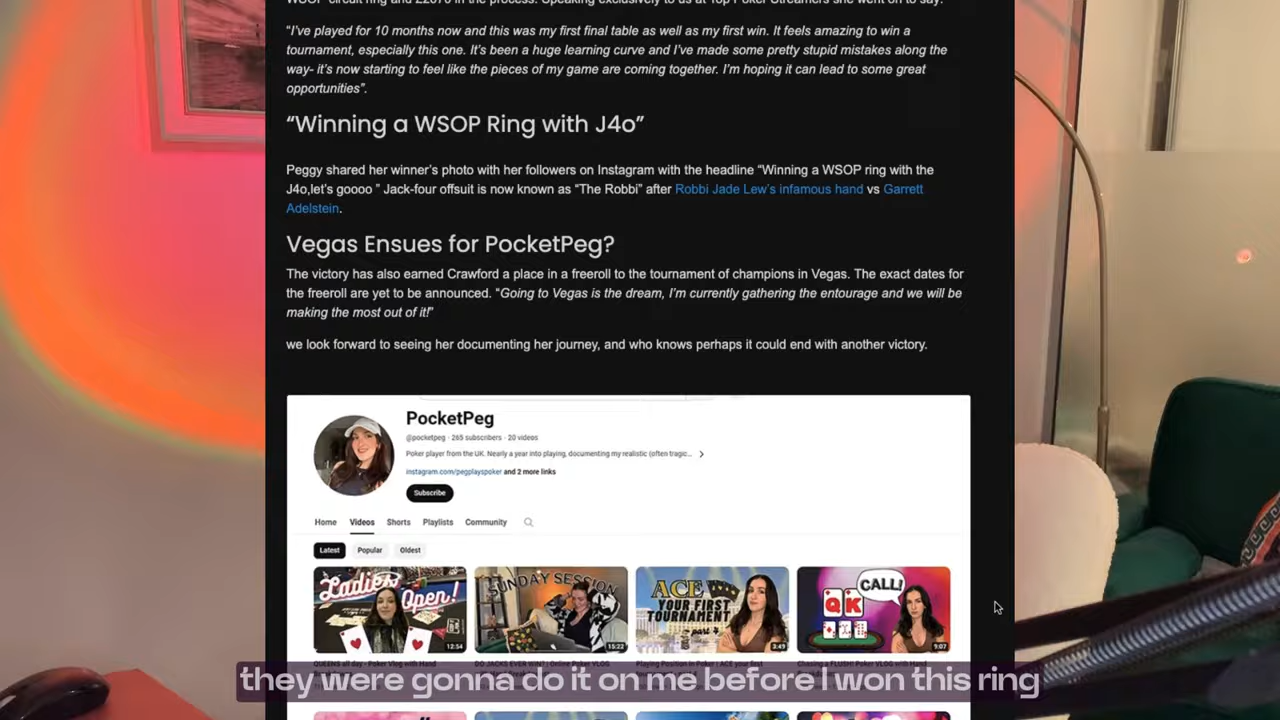 “I’ve played for 10 months now and this was my first final table as well as my first win. It feels amazing to win a
tournament, especially this one. It’s been a huge learning curve and I’ve made some pretty stupid mistakes along the
way- it’s now starting to feel like the pieces of my game are coming together. I’m hoping it can lead to some great
opportunities”.
“Winning a WSOP Ring with J4o”
Peggy shared her winner’s photo with her followers on Instagram with the headline “Winning a WSOP ring with the
J4o,let’s goooo ” Jack-four offsuit is now known as “The Robbi” after Robbi Jade Lew’s infamous hand vs Garrett
Adelstein.
Vegas Ensues for PocketPeg?
The victory has also earned Crawford a place in a freeroll to the tournament of champions in Vegas. The exact dates for
the freeroll are yet to be announced. “Going to Vegas is the dream, I’m currently gathering the entourage and we will be
making the most out of it!”
we look forward to seeing her documenting her journey, and who knows perhaps it could end with another victory.
PocketPeg
@pocketpeg · 265 subscribers · 20 videos
Poker player from the UK. Nearly a year into playing, documenting my realistic (often tragic...
instagram.com/pegplayspoker and 2 more links
Subscribe
Home Videos Shorts Playlists Community
Latest Popular Oldest
Ladies Open! 12:54
SUNDAY SESSION 15:22
ACE YOUR FIRST TOURNAMENT 3:49
CALL! Q K 9:07
they were gonna do it on me before I won this ring